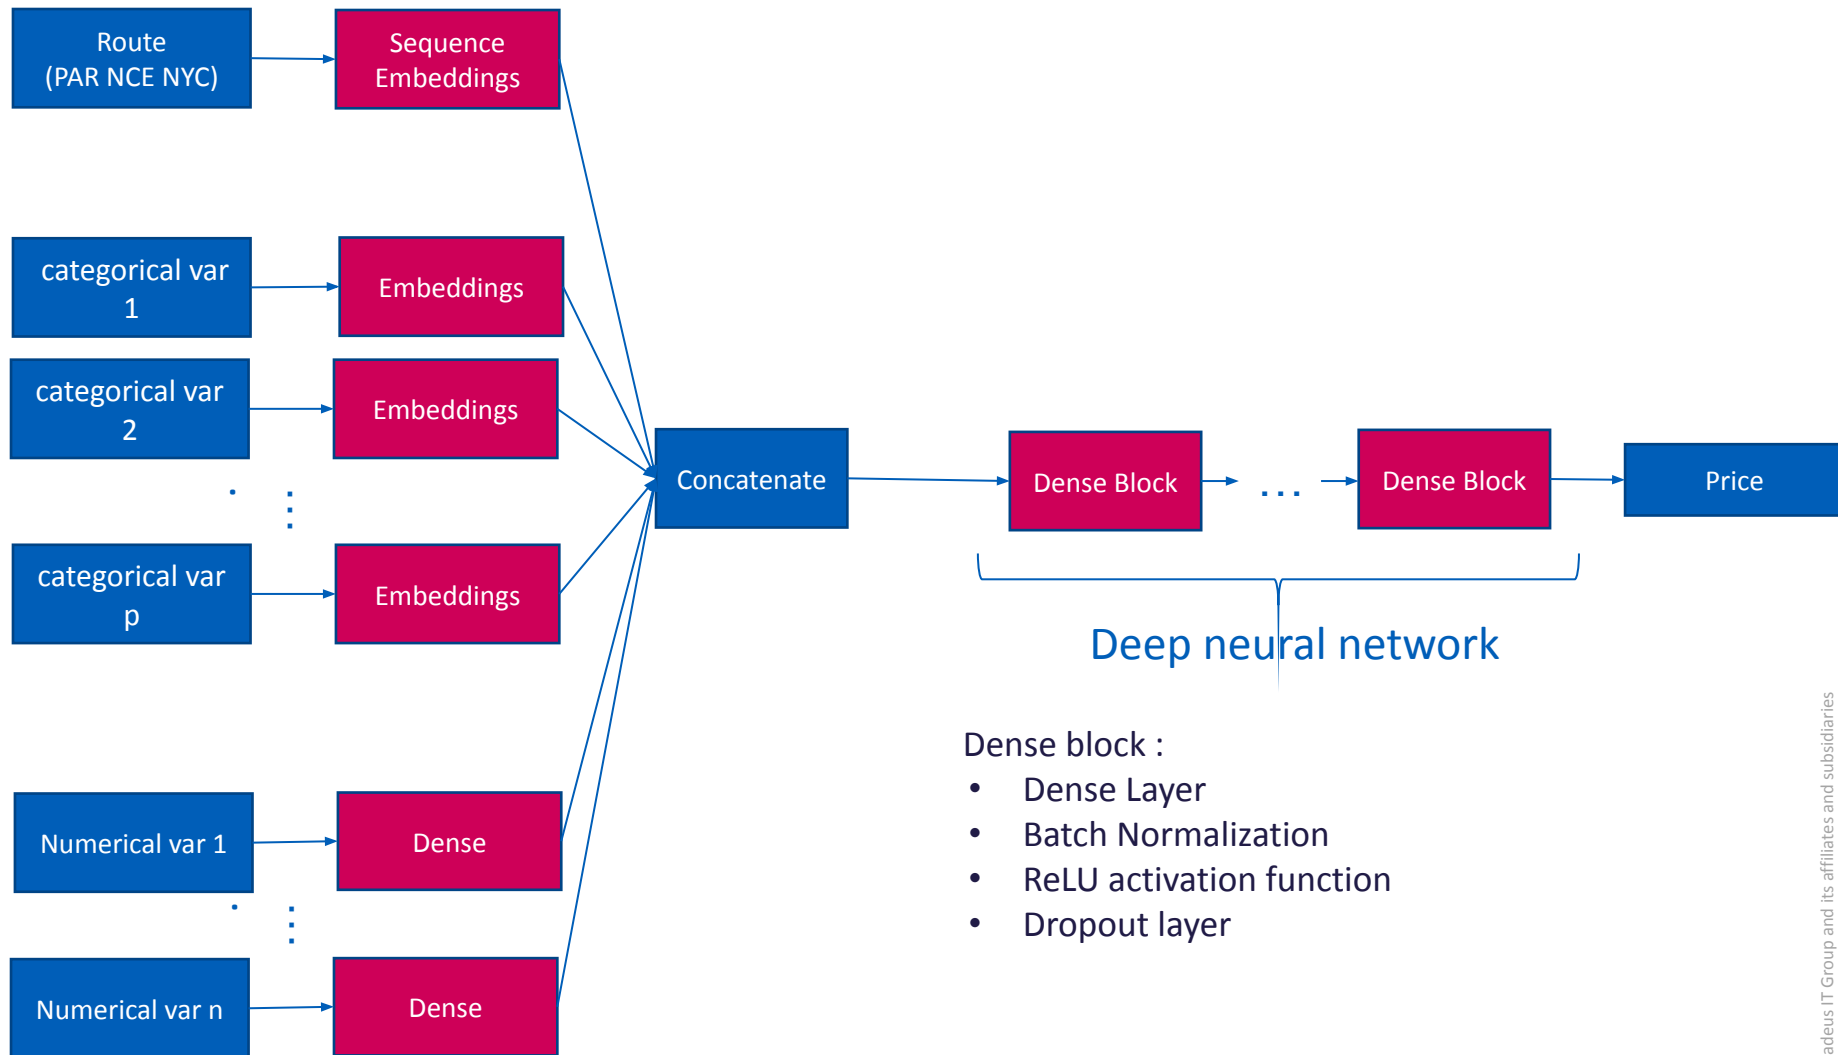 Route
(PAR NCE NYC)
Sequence
Embeddings
categorical var
1
Embeddings
categorical var
2
Embeddings
categorical var
p
Embeddings
Concatenate
Dense Block
...
Dense Block
Price
Deep neural network
Numerical var 1
Dense
Numerical var n
Dense
Dense block :
• Dense Layer
• Batch Normalization
• ReLU activation function
• Dropout layer
adeus IT Group and its affiliates and subsidiaries